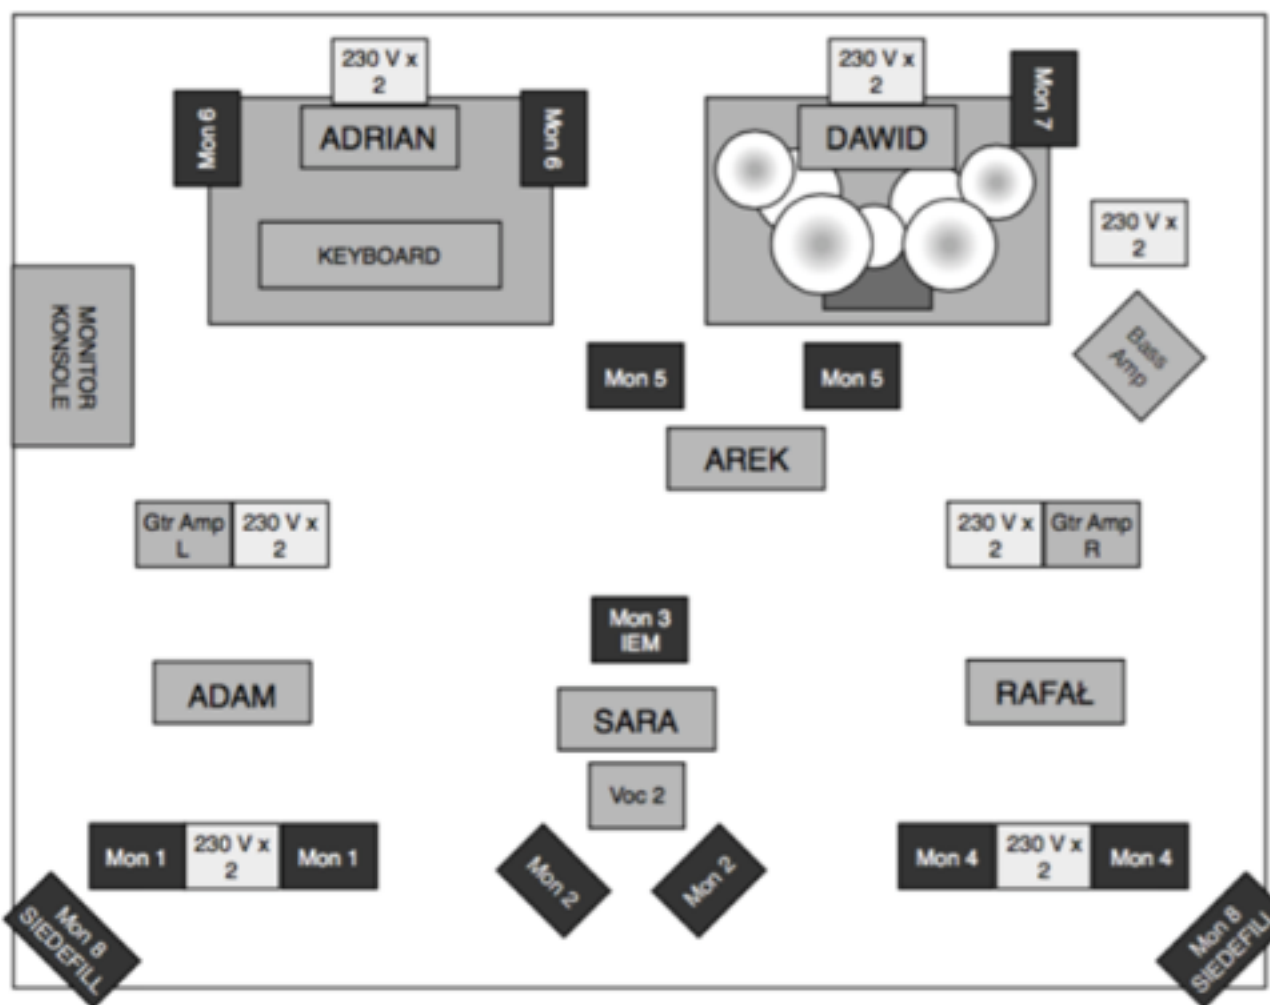 230 V x
2
230 V x
2
Mon 7
Mon 6
ADRIAN
Mon 6
DAWID
230 V x
2
KEYBOARD
MONITOR
KONSOLE
Bass
Amp
Mon 5
Mon 5
AREK
Gtr Amp
L
230 V x
2
230 V x
2
Gtr Amp
R
Mon 3
IEM
ADAM
SARA
RAFAŁ
Voc 2
Mon 1
230 V x
2
Mon 1
Mon 2
Mon 2
Mon 4
230 V x
2
Mon 4
Mon 8
SIEDEFILL
Mon 8
SIEDEFILL